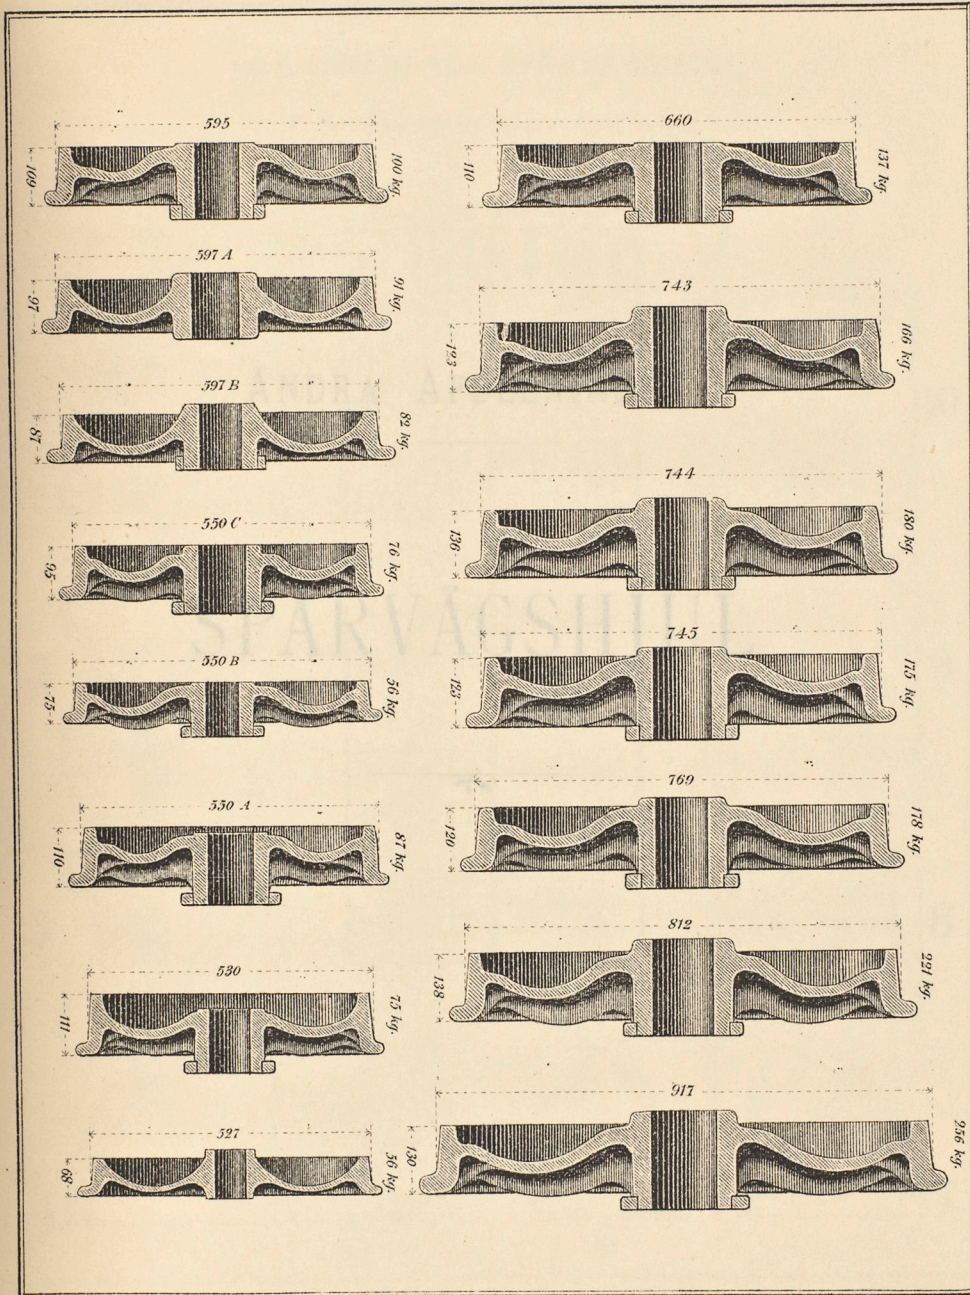 595
109
100 kg.
597 A
97
91 kg.
597 B
87
82 kg.
550 C
95
76 kg.
550 B
75
56 kg.
550 A
110
87 kg.
530
111
75 kg.
527
68
56 kg.
660
110
137 kg.
743
123
166 kg.
744
136
180 kg.
745
123
175 kg.
769
120
178 kg.
812
138
221 kg.
917
130
256 kg.
SPÅRVÄGSHJUL